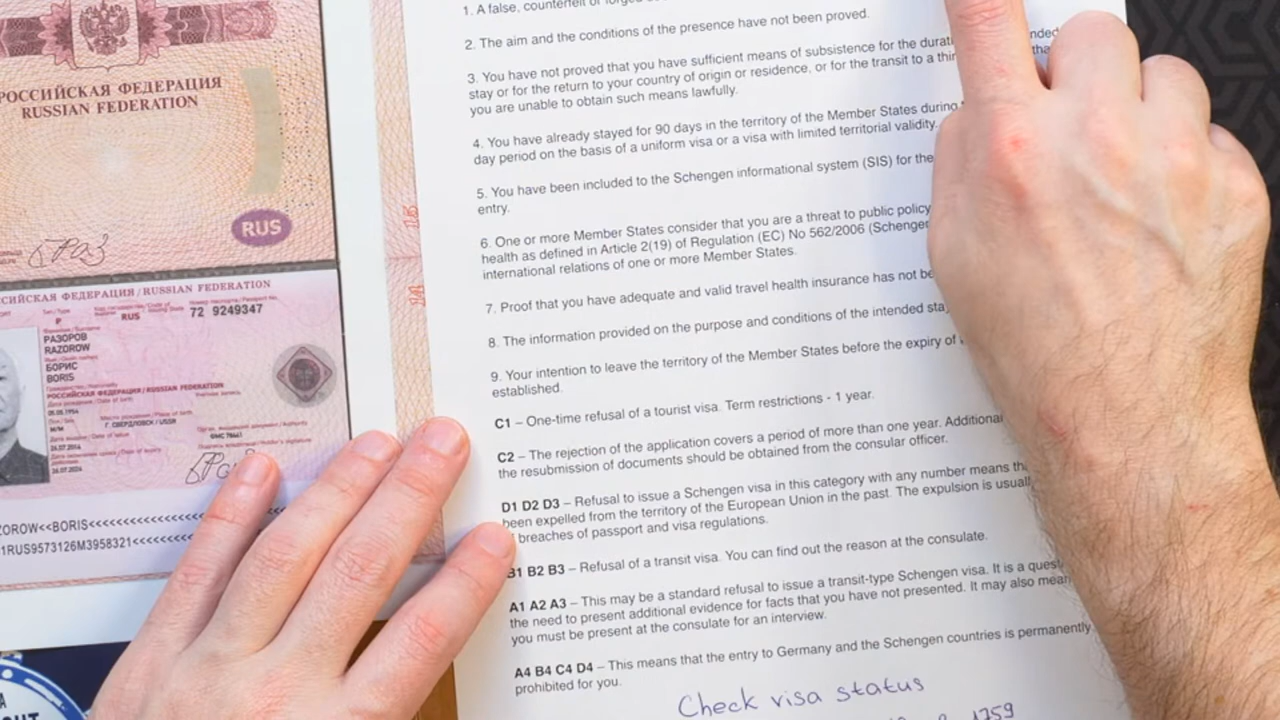 РОССИЙСКАЯ ФЕДЕРАЦИЯ
RUSSIAN FEDERATION
RUS
РОССИЙСКАЯ ФЕДЕРАЦИЯ / RUSSIAN FEDERATION
P RUS 72 9249347
РАЗОРОВ
RAZOROW
БОРИС
BORIS
РОССИЙСКАЯ ФЕДЕРАЦИЯ / RUSSIAN FEDERATION
Г. СВЕРДЛОВСК / USSR
ZOROW<<BORIS<<<<<<<<<<<<<<<
1RUS9573126M3958321<<<<<<
1. A false, counterfeit or forged
2. The aim and the conditions of the presence have not been proved.
3. You have not proved that you have sufficient means of subsistence for the
stay or for the return to your country of origin or residence, or for the transit to a
you are unable to obtain such means lawfully.
4. You have already stayed for 90 days in the territory of the Member States during
day period on the basis of a uniform visa or a visa with limited territorial validity.
5. You have been included to the Schengen informational system (SIS) for the
entry.
6. One or more Member States consider that you are a threat to public policy
health as defined in Article 2(19) of Regulation (EC) No 562/2006 (Schengen
international relations of one or more Member States.
7. Proof that you have adequate and valid travel health insurance has not
8. The information provided on the purpose and conditions of the intended
9. Your intention to leave the territory of the Member States before the expiry of
established.
C1 – One-time refusal of a tourist visa. Term restrictions - 1 year.
C2 – The rejection of the application covers a period of more than one year. Additional
the resubmission of documents should be obtained from the consular officer.
D1 D2 D3 – Refusal to issue a Schengen visa in this category with any number means
been expelled from the territory of the European Union in the past. The expulsion is
breaches of passport and visa regulations.
B1 B2 B3 – Refusal of a transit visa. You can find out the reason at the consulate.
A1 A2 A3 – This may be a standard refusal to issue a transit-type Schengen visa. It is a
the need to present additional evidence for facts that you have not presented. It may also
you must be present at the consulate for an interview.
A4 B4 C4 D4 – This means that the entry to Germany and the Schengen countries is permanently
prohibited for you.
Check visa status
1759